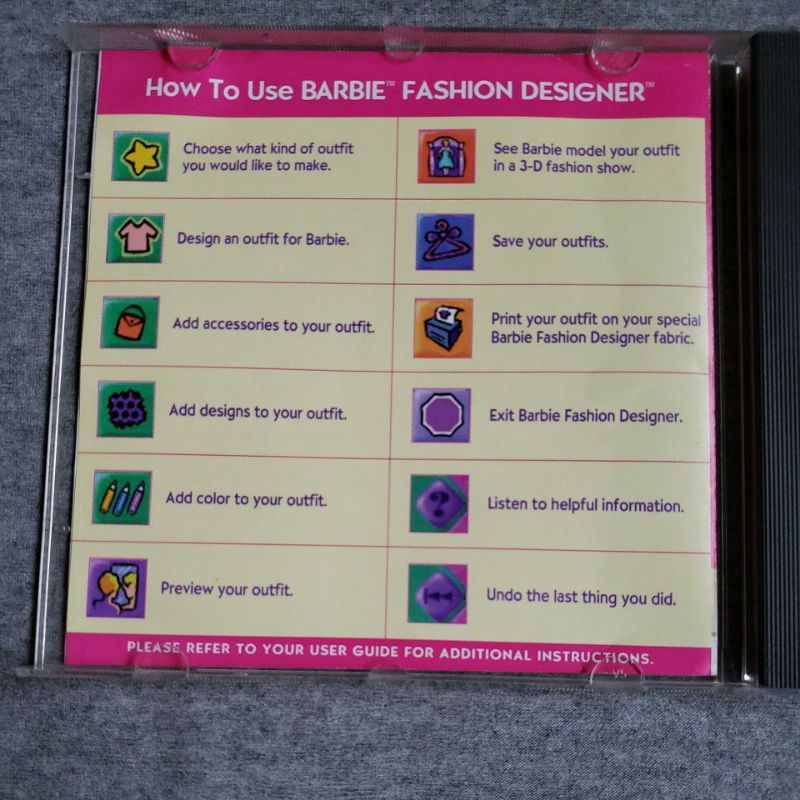 How To Use BARBIE™ FASHION DESIGNER™
Choose what kind of outfit
you would like to make.
Design an outfit for Barbie.
Add accessories to your outfit.
Add designs to your outfit.
Add color to your outfit.
Preview your outfit.
See Barbie model your outfit
in a 3-D fashion show.
Save your outfits.
Print your outfit on your special
Barbie Fashion Designer fabric.
Exit Barbie Fashion Designer.
?
Listen to helpful information.
Undo the last thing you did.
PLEASE REFER TO YOUR USER GUIDE FOR ADDITIONAL INSTRUCTIONS.